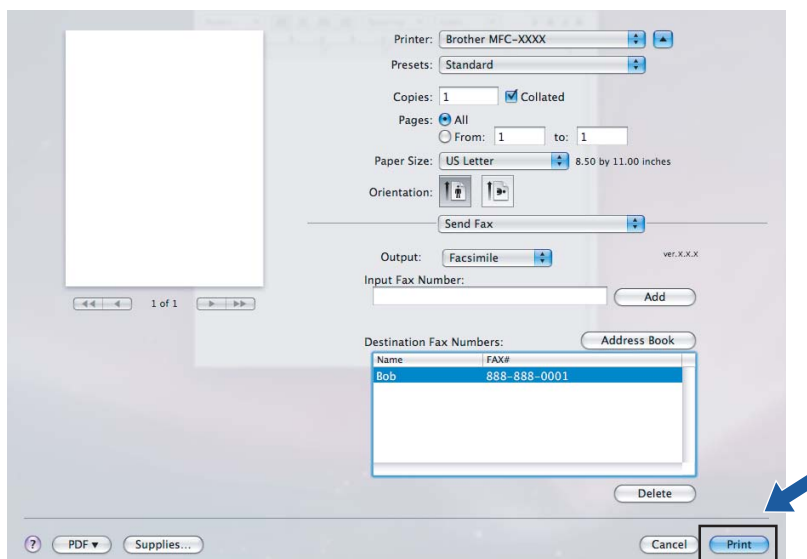 Printer: Brother MFC-XXXX
Presets: Standard
Copies: 1 Collated
Pages: All
From: 1 to: 1
Paper Size: US Letter 8.50 by 11.00 inches
Orientation:
Send Fax
Output: Facsimile ver.X.X.X
Input Fax Number:
1 of 1
Add
Destination Fax Numbers: Address Book
Name FAX#
Bob 888-888-0001
Delete
? PDF Supplies... Cancel Print